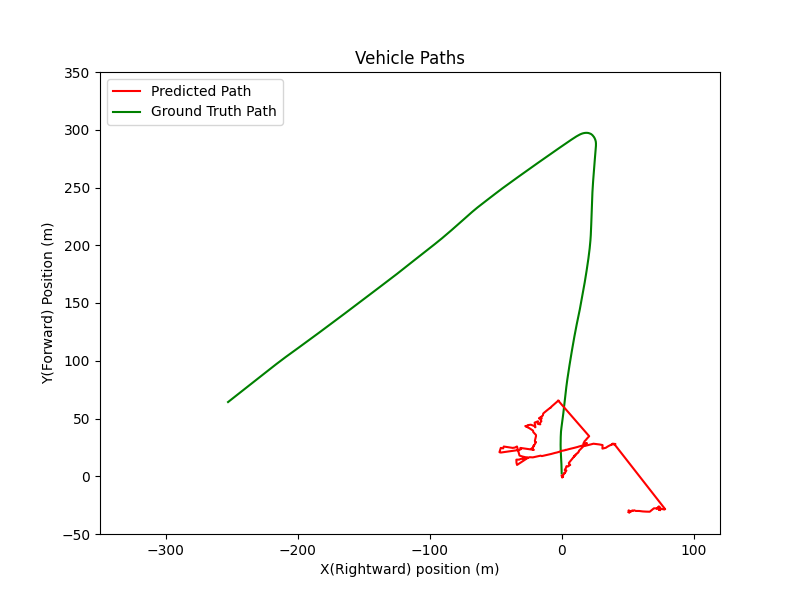 Vehicle Paths
Predicted Path
Ground Truth Path
350
300
250
200
150
100
50
0
−50
Y(Forward) Position (m)
−300
−200
−100
0
100
X(Rightward) position (m)